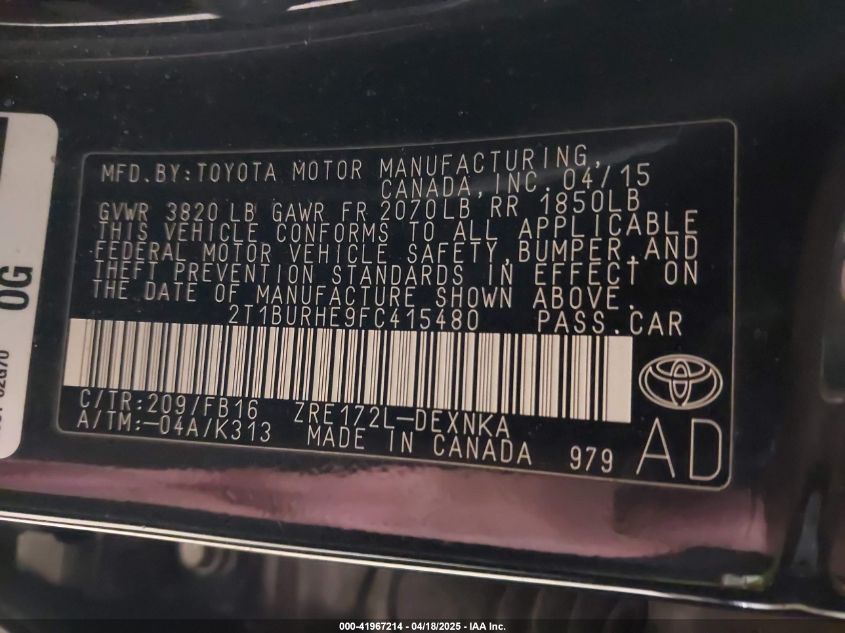 MFD.BY:TOYOTA MOTOR MANUFACTURING,
CANADA,INC.04/15
GVWR 3820 LB GAWR FR 2070LB RR 1850LB
THIS VEHICLE CONFORMS TO ALL APPLICABLE
FEDERAL MOTOR VEHICLE SAFETY,BUMPER,AND
THEFT PREVENTION STANDARDS IN EFFECT ON
THE DATE OF MANUFACTURE SHOWN ABOVE.
2T1BURHE9FC415480 PASS.CAR
C/TR:209/FB16 ZRE172L-DEXNKA
A/TM:-04A/K313 MADE IN CANADA 979
AD
OG
000-41967214 - 04/18/2025 - IAA Inc.